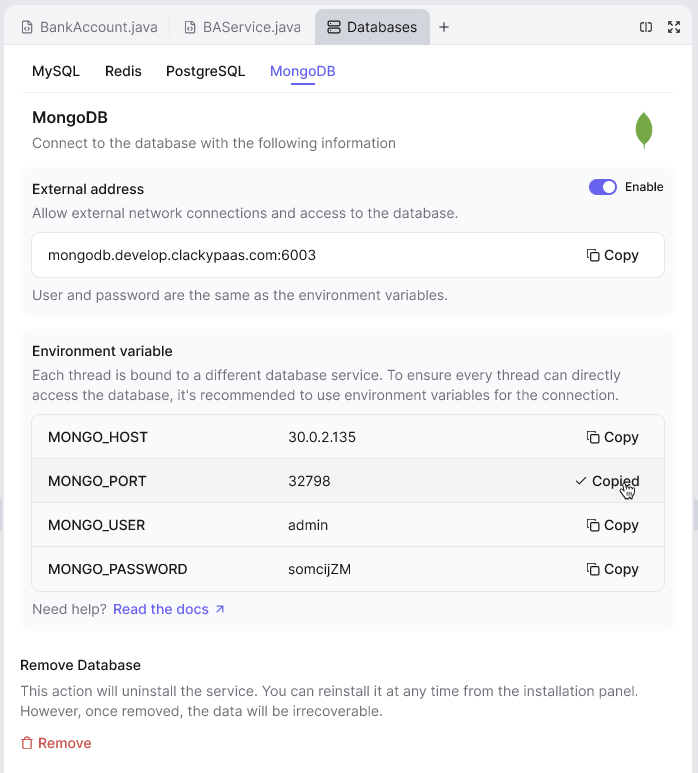 BankAccount.java BAService.java Databases +
MySQL Redis PostgreSQL MongoDB
MongoDB
Connect to the database with the following information
External address Enable
Allow external network connections and access to the database.
mongodb.develop.clackypaas.com:6003 Copy
User and password are the same as the environment variables.
Environment variable
Each thread is bound to a different database service. To ensure every thread can directly
access the database, it's recommended to use environment variables for the connection.
MONGO_HOST 30.0.2.135 Copy
MONGO_PORT 32798 Copied
MONGO_USER admin Copy
MONGO_PASSWORD somcijZM Copy
Need help? Read the docs ↗
Remove Database
This action will uninstall the service. You can reinstall it at any time from the installation panel.
However, once removed, the data will be irrecoverable.
Remove